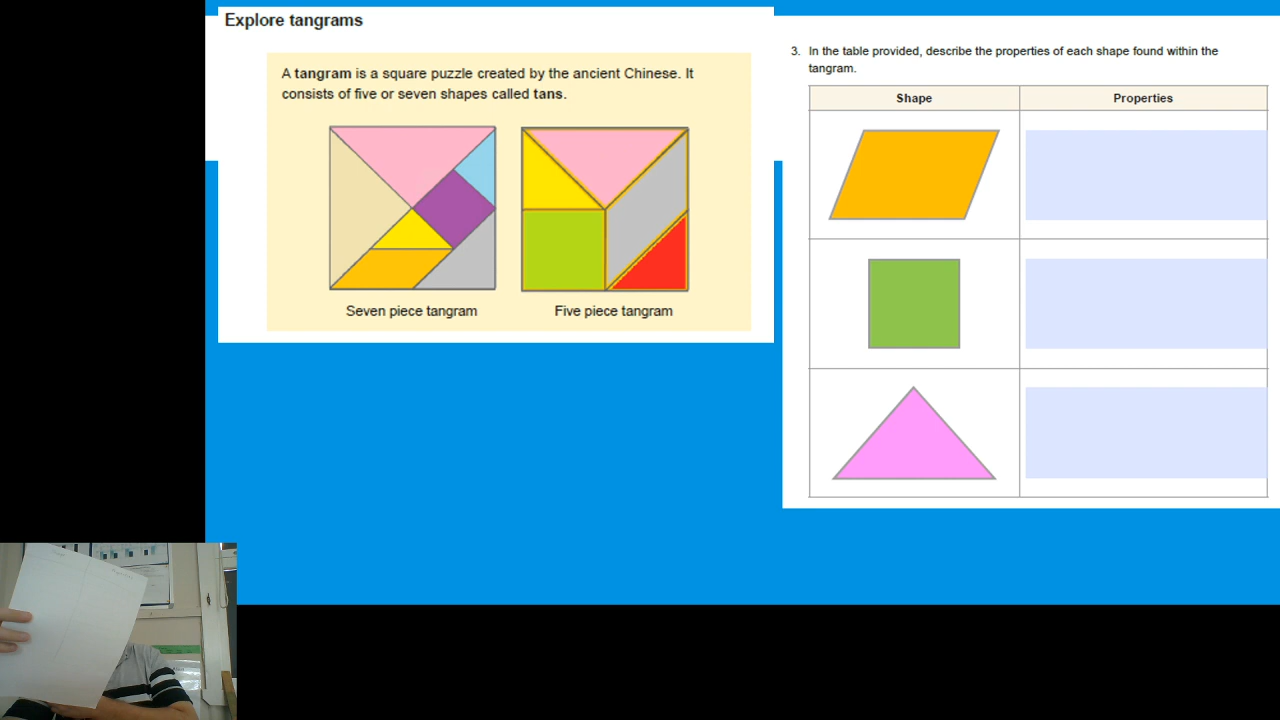 Explore tangrams
A tangram is a square puzzle created by the ancient Chinese. It
consists of five or seven shapes called tans.
Seven piece tangram
Five piece tangram
3. In the table provided, describe the properties of each shape found within the
tangram.
Shape
Properties